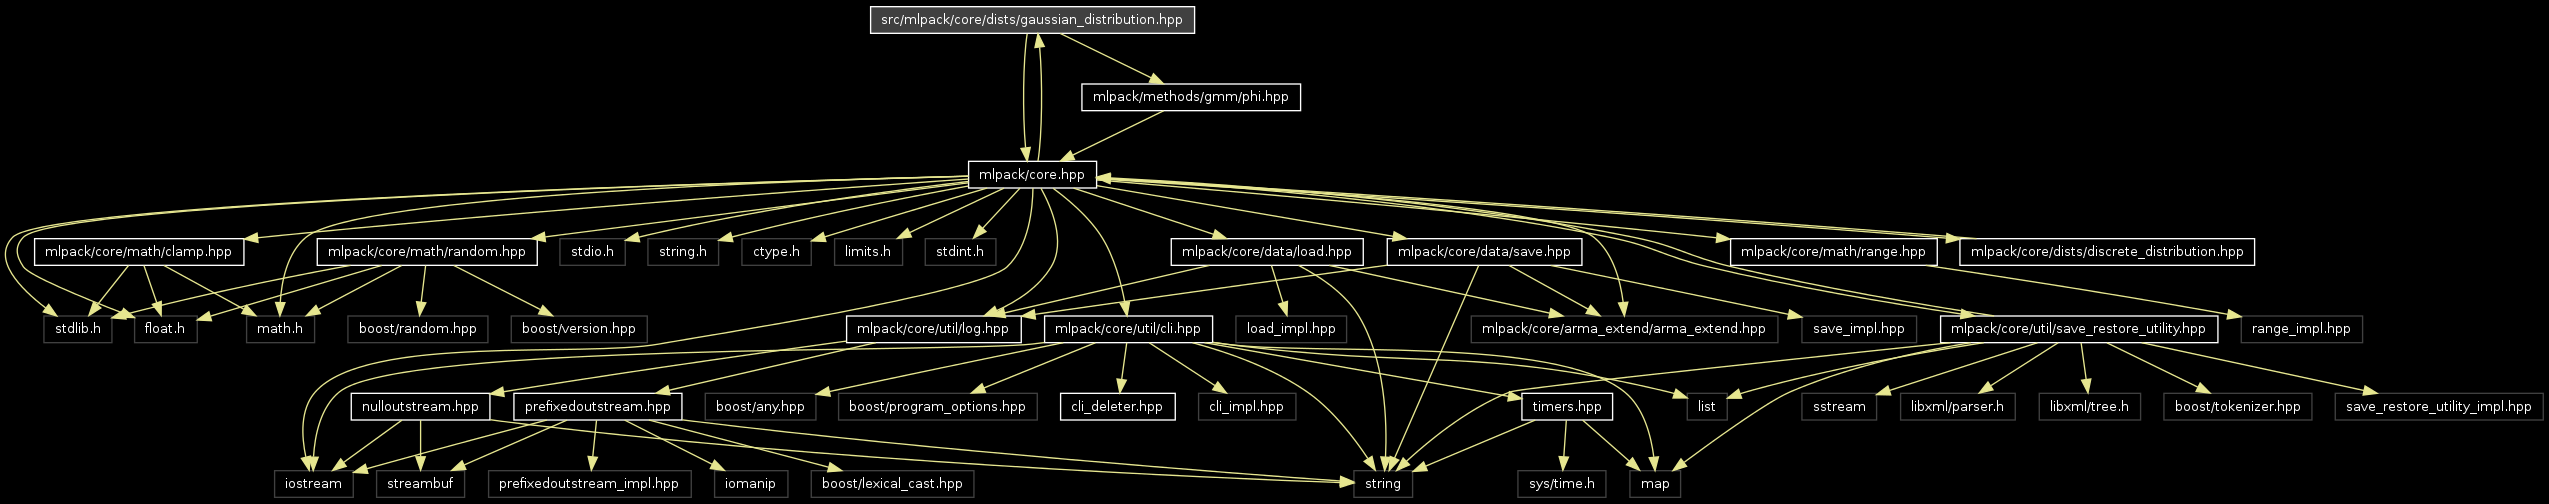 src/mlpack/core/dists/gaussian_distribution.hpp
mlpack/methods/gmm/phi.hpp
mlpack/core.hpp
mlpack/core/math/clamp.hpp
mlpack/core/math/random.hpp
stdio.h
string.h
ctype.h
limits.h
stdint.h
mlpack/core/data/load.hpp
mlpack/core/data/save.hpp
mlpack/core/math/range.hpp
mlpack/core/dists/discrete_distribution.hpp
stdlib.h
float.h
math.h
boost/random.hpp
boost/version.hpp
mlpack/core/util/log.hpp
mlpack/core/util/cli.hpp
load_impl.hpp
mlpack/core/arma_extend/arma_extend.hpp
save_impl.hpp
mlpack/core/util/save_restore_utility.hpp
range_impl.hpp
nulloutstream.hpp
prefixedoutstream.hpp
boost/any.hpp
boost/program_options.hpp
cli_deleter.hpp
cli_impl.hpp
timers.hpp
list
sstream
libxml/parser.h
libxml/tree.h
boost/tokenizer.hpp
save_restore_utility_impl.hpp
iostream
streambuf
prefixedoutstream_impl.hpp
iomanip
boost/lexical_cast.hpp
string
sys/time.h
map